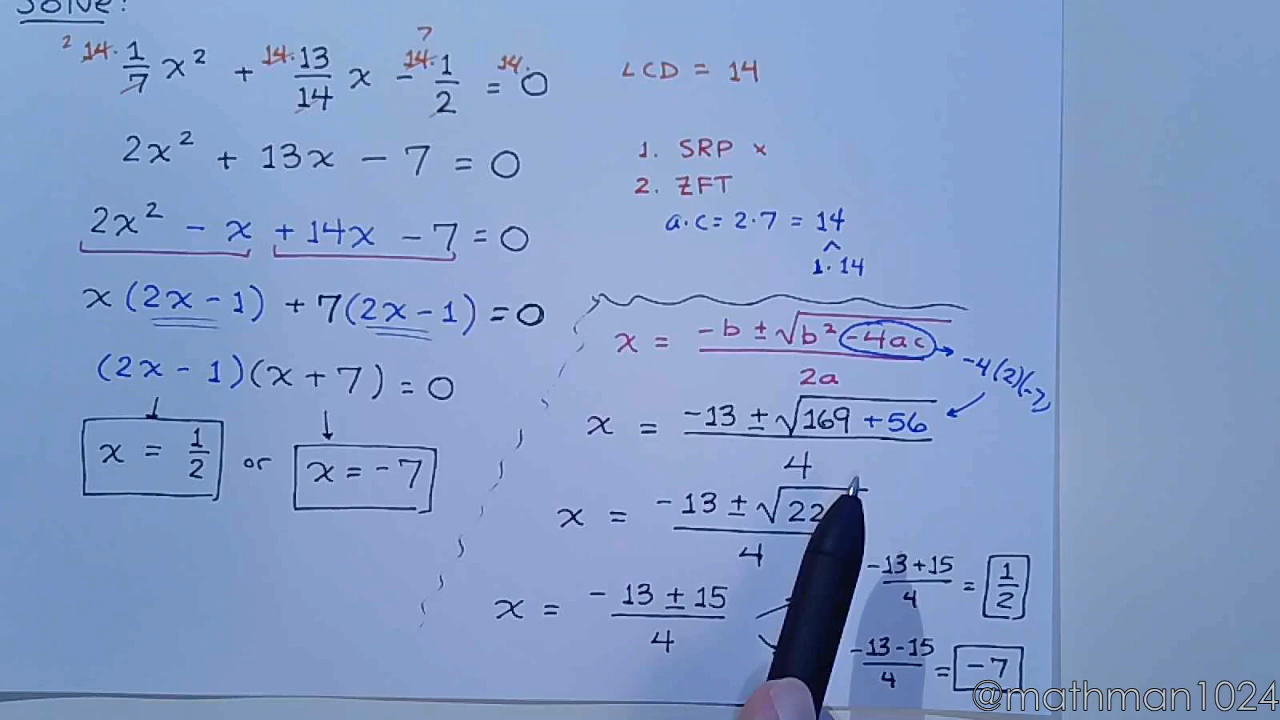 SOLVE:
2 14· 1/7 x² + 14· 13/14 x - 7 14· 1/2 = 14· 0
2x² + 13x - 7 = 0
2x² - x + 14x - 7 = 0
x(2x - 1) + 7(2x - 1) = 0
(2x - 1)(x + 7) = 0
x = 1/2 or x = -7
LCD = 14
1. SRP x
2. ZFT
a·c = 2·7 = 14
1·14
x = -b ± √b² -4ac / 2a
-4(2)(-7)
x = -13 ± √169 + 56 / 4
x = -13 ± √22 / 4
x = -13 ± 15 / 4
-13+15 / 4 = 1/2
-13-15 / 4 = -7
@mathman1024